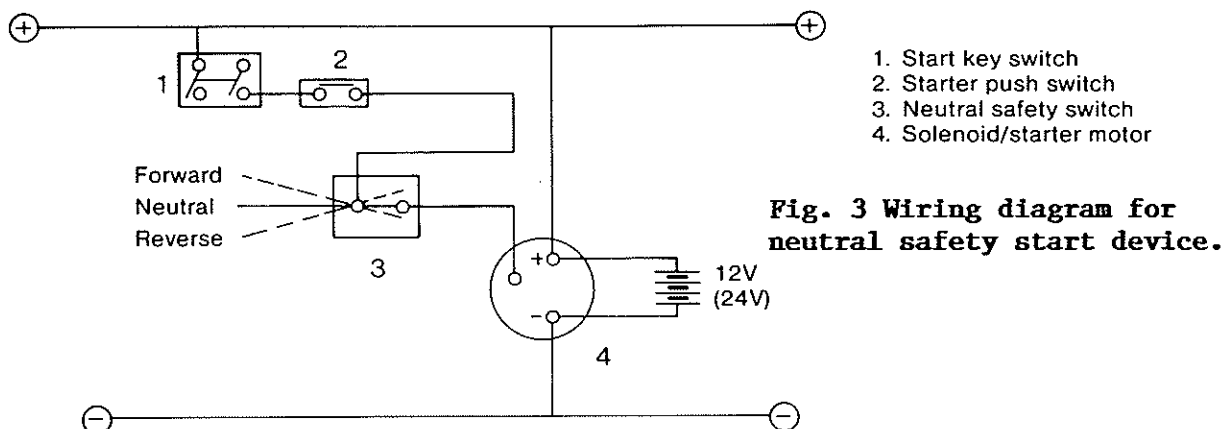 + +
1
2
1. Start key switch
2. Starter push switch
3. Neutral safety switch
4. Solenoid/starter motor
Forward
Neutral
Reverse
3
Fig. 3 Wiring diagram for
neutral safety start device.
+
-
12V
(24V)
4
- -